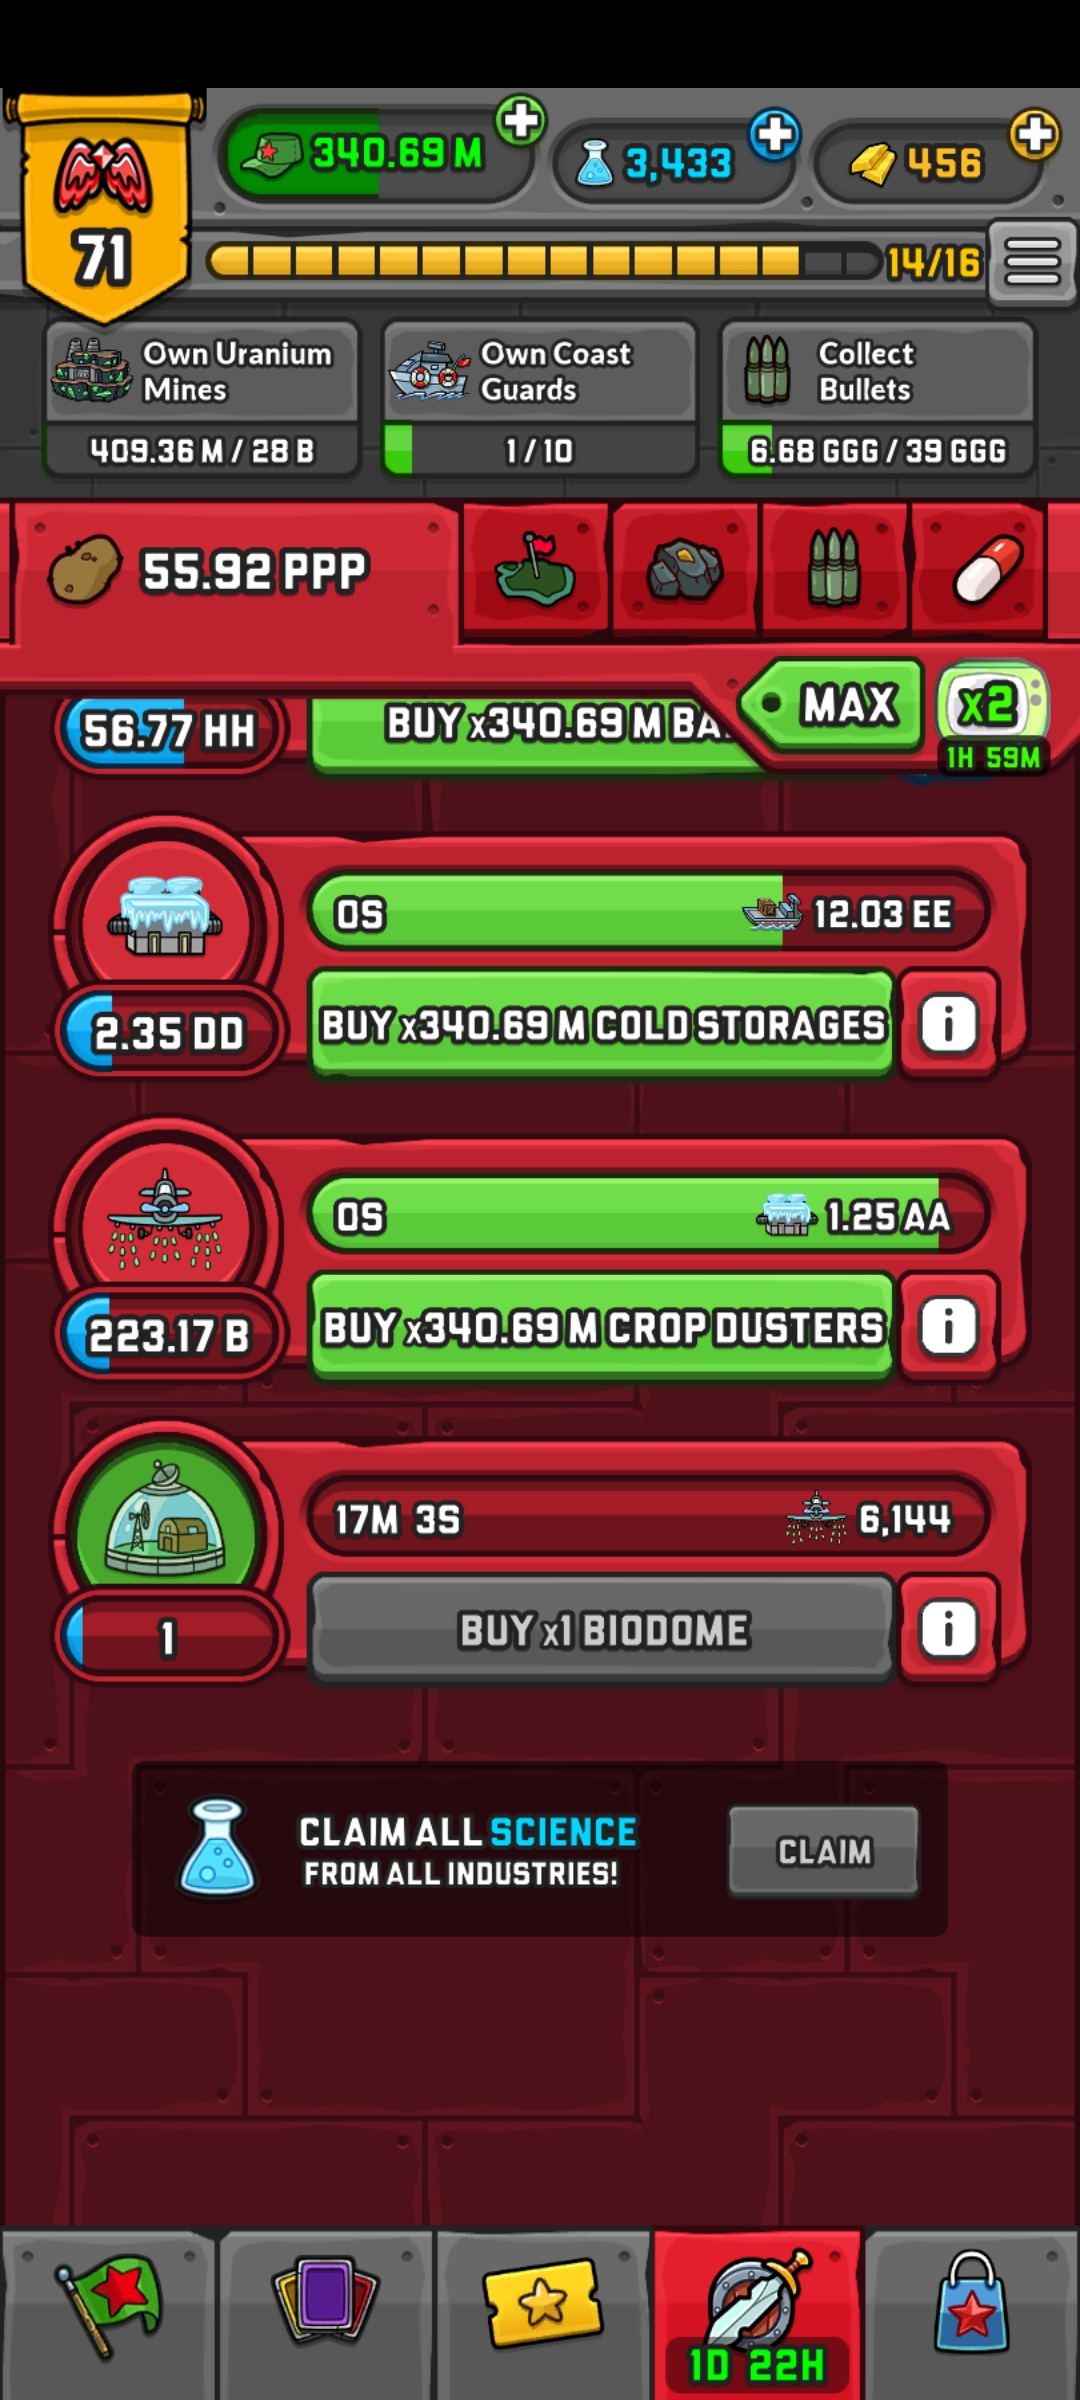 340.69 M
3,433
456
71
14/16
Own Uranium
Mines
409.36 M / 28 B
Own Coast
Guards
1 / 10
Collect
Bullets
6.68 GGG / 39 GGG
55.92 PPP
MAX
x2
1H 59M
56.77 HH
BUY x340.69 M BA
0S
12.03 EE
2.35 DD
BUY x340.69 M COLD STORAGES
i
0S
1.25 AA
223.17 B
BUY x340.69 M CROP DUSTERS
i
17M 3S
6,144
1
BUY x1 BIODOME
i
CLAIM ALL SCIENCE
FROM ALL INDUSTRIES!
CLAIM
1D 22H